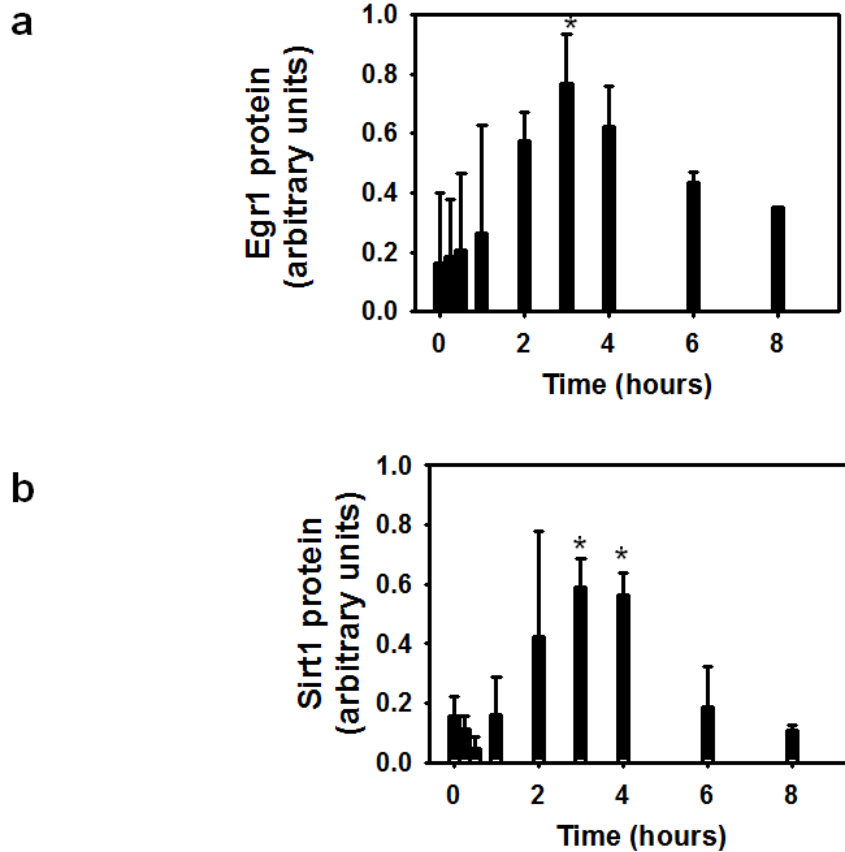 a
Egr1 protein
(arbitrary units)
1.0
*
0.8
0.6
0.4
0.2
0.0
0 2 4 6 8
Time (hours)
b
Sirt1 protein
(arbitrary units)
1.0
0.8
* *
0.6
0.4
0.2
0.0
0 2 4 6 8
Time (hours)